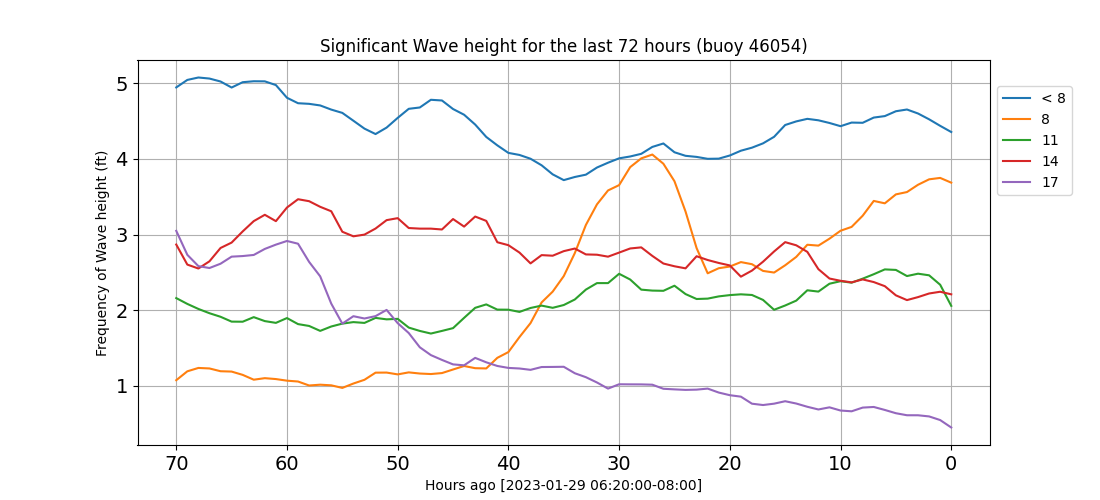 Significant Wave height for the last 72 hours (buoy 46054)
Frequency of Wave height (ft)
5
4
3
2
1
70 60 50 40 30 20 10 0
Hours ago [2023-01-29 06:20:00-08:00]
< 8
8
11
14
17